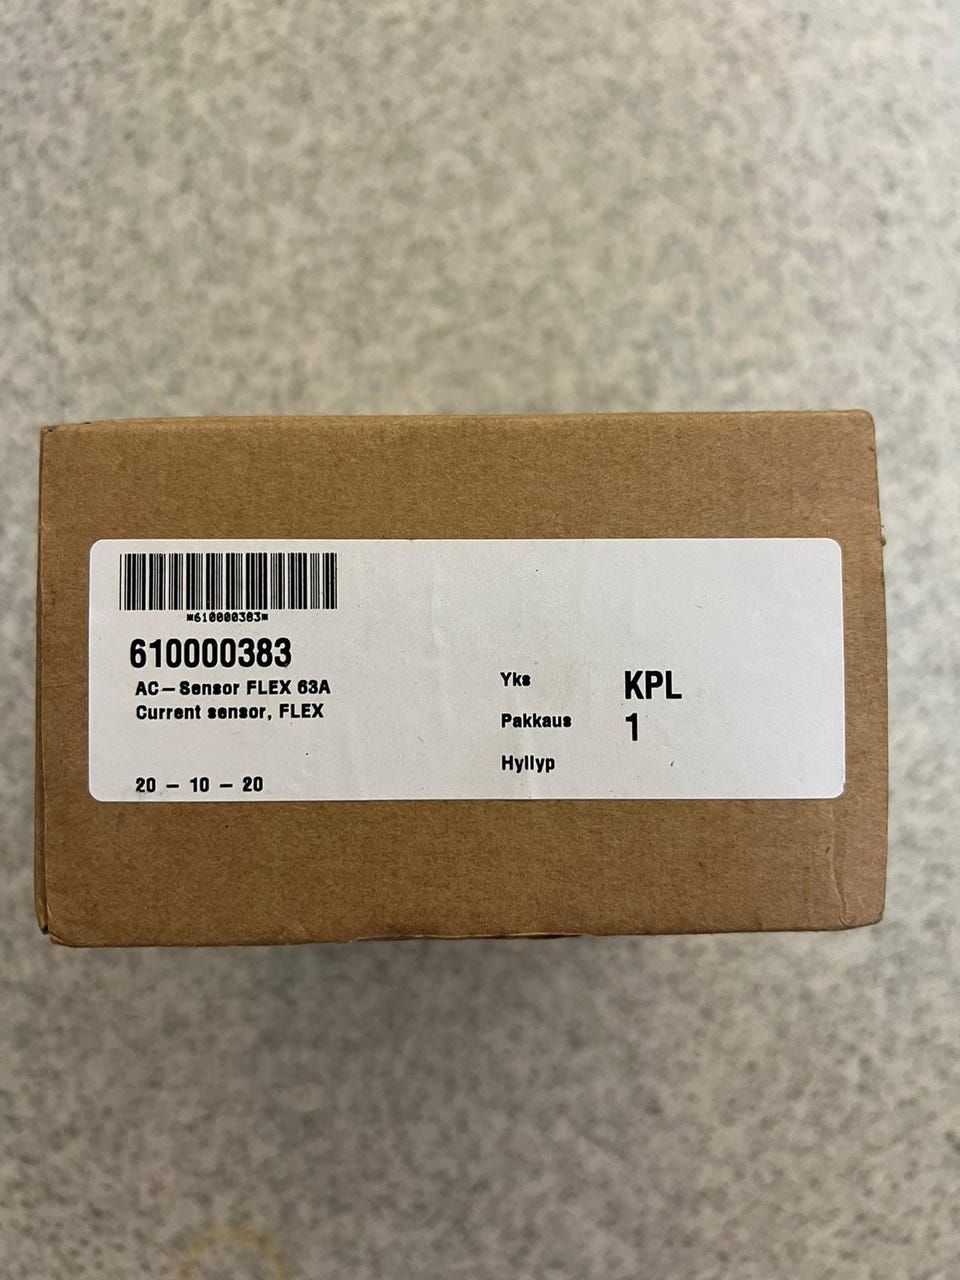 *610000383*
610000383
AC-Sensor FLEX 63A
Current sensor, FLEX
20 - 10 - 20
Yks KPL
Pakkaus 1
Hyllyp